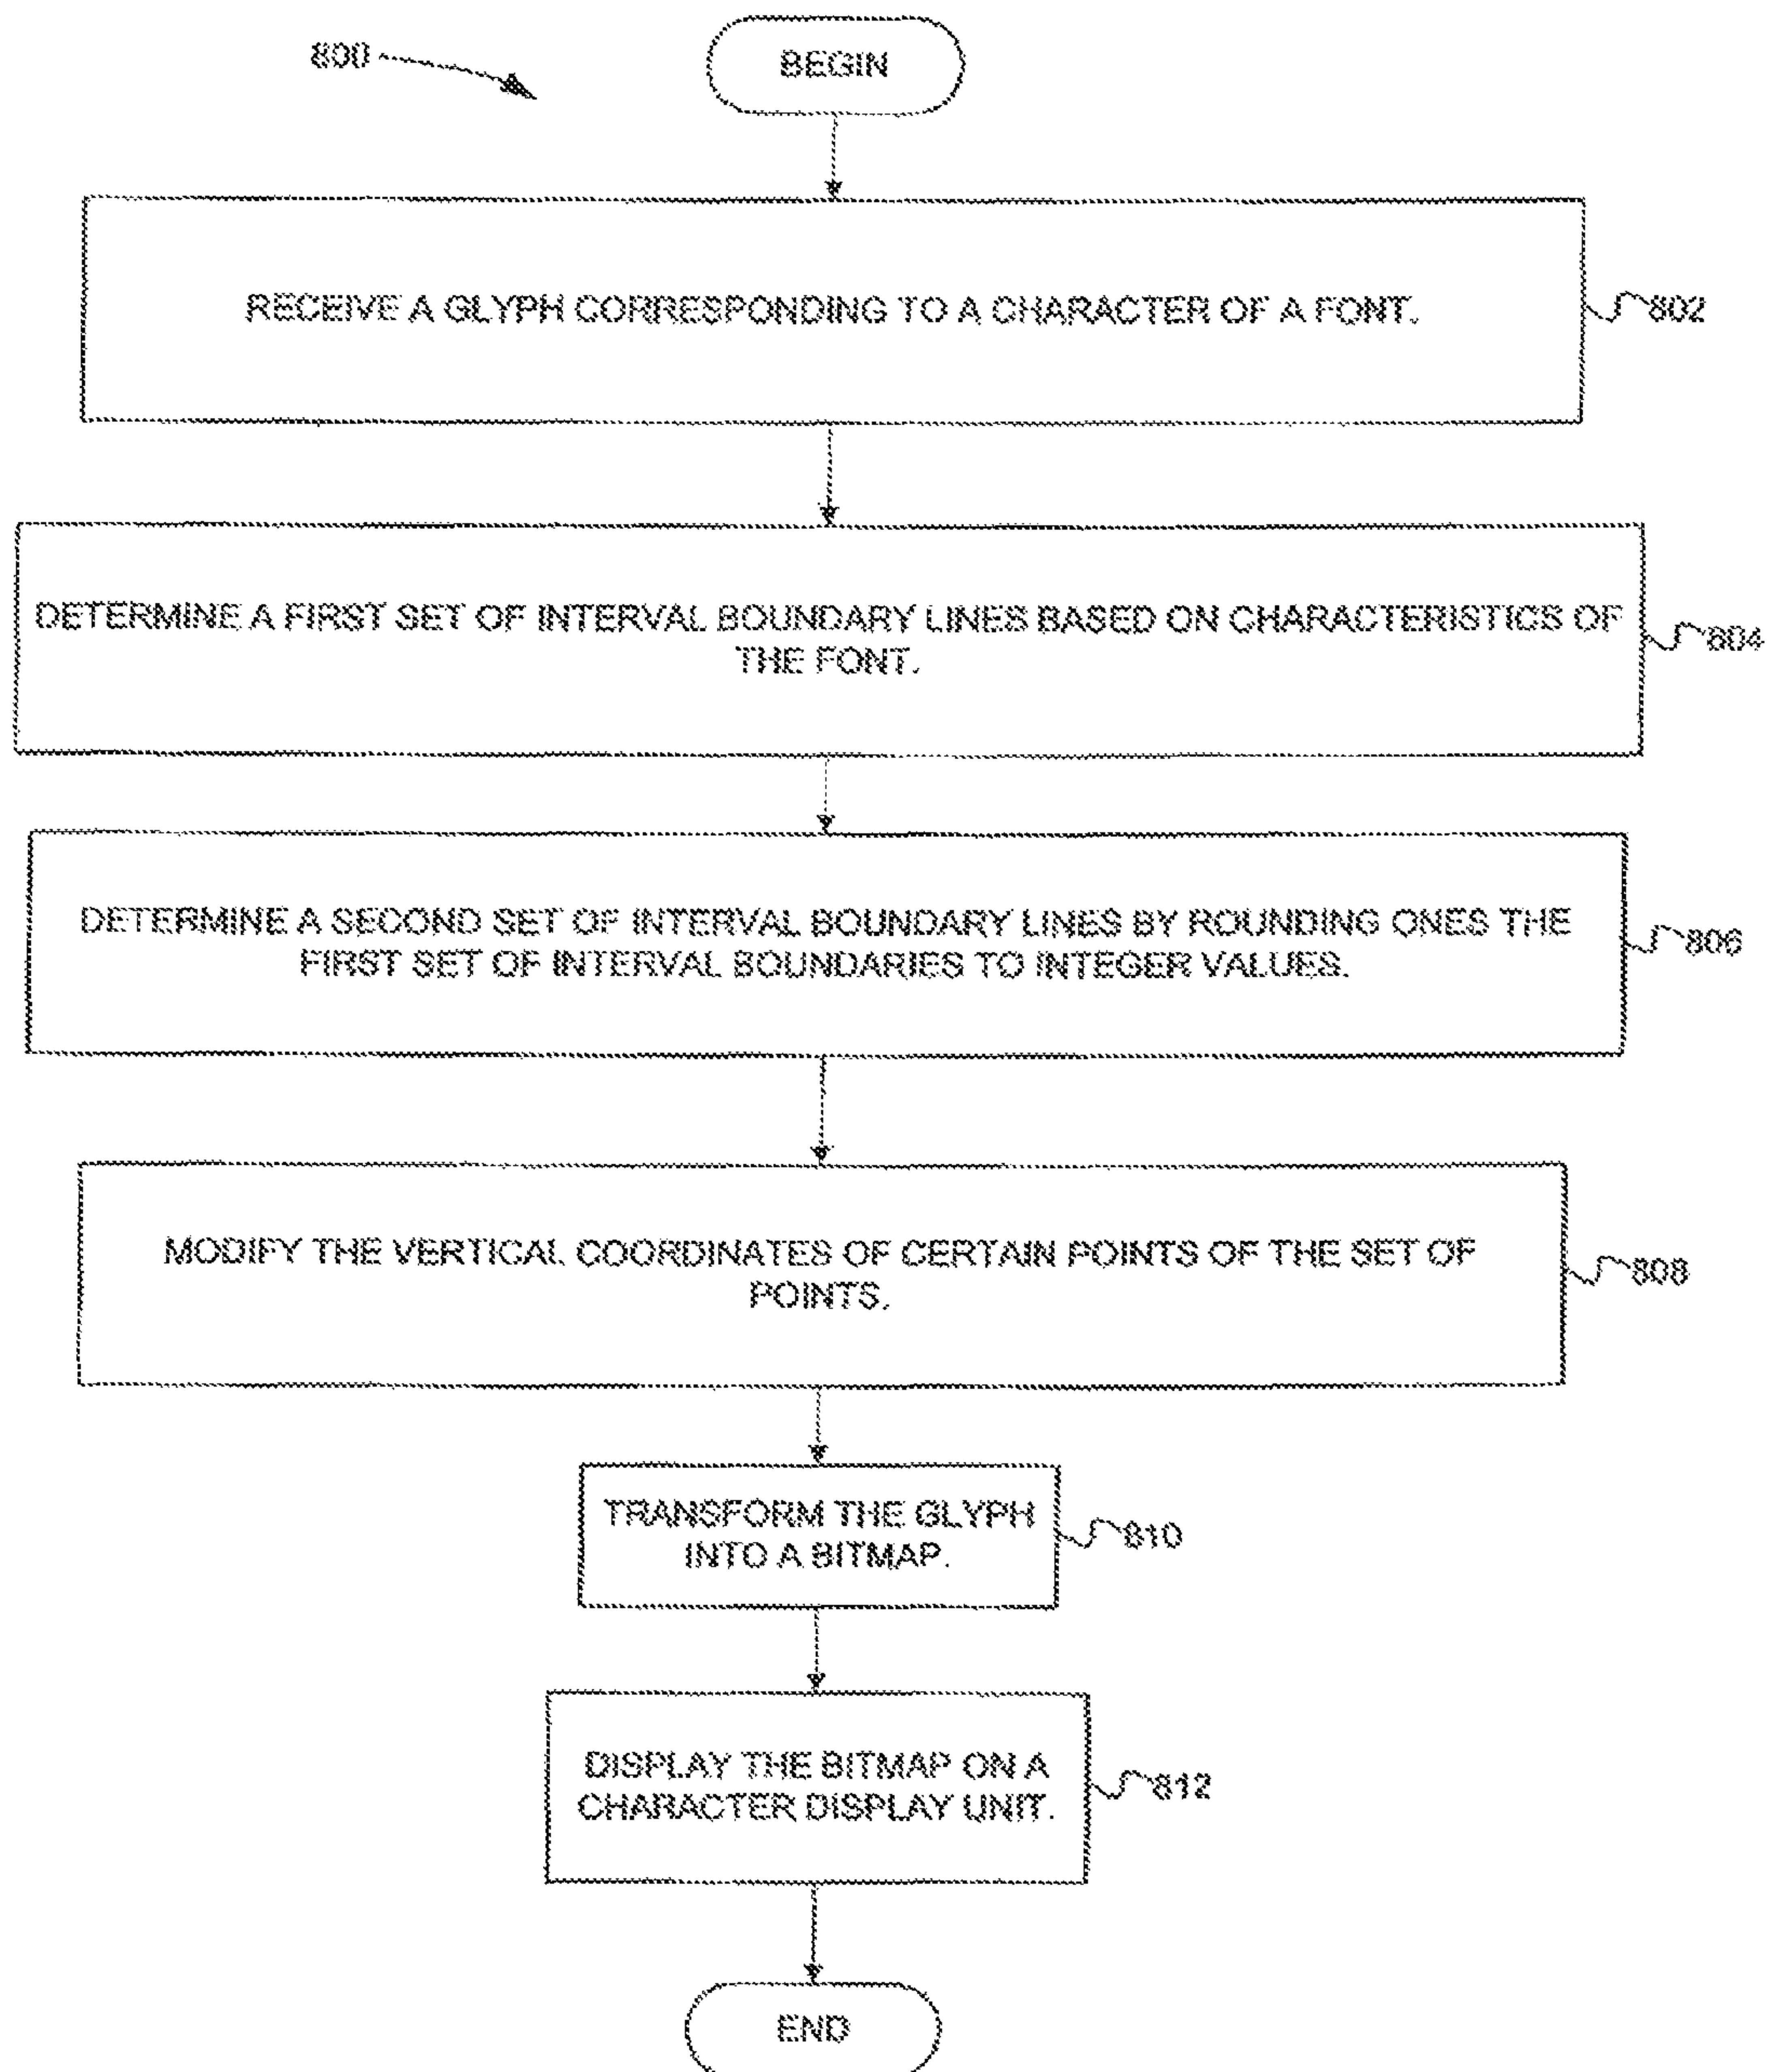 800
BEGIN
RECEIVE A GLYPH CORRESPONDING TO A CHARACTER OF A FONT.
802
DETERMINE A FIRST SET OF INTERVAL BOUNDARY LINES BASED ON CHARACTERISTICS OF
THE FONT.
804
DETERMINE A SECOND SET OF INTERVAL BOUNDARY LINES BY ROUNDING ONES THE
FIRST SET OF INTERVAL BOUNDARIES TO INTEGER VALUES.
806
MODIFY THE VERTICAL COORDINATES OF CERTAIN POINTS OF THE SET OF
POINTS.
808
TRANSFORM THE GLYPH
INTO A BITMAP.
810
DISPLAY THE BITMAP ON A
CHARACTER DISPLAY UNIT.
812
END